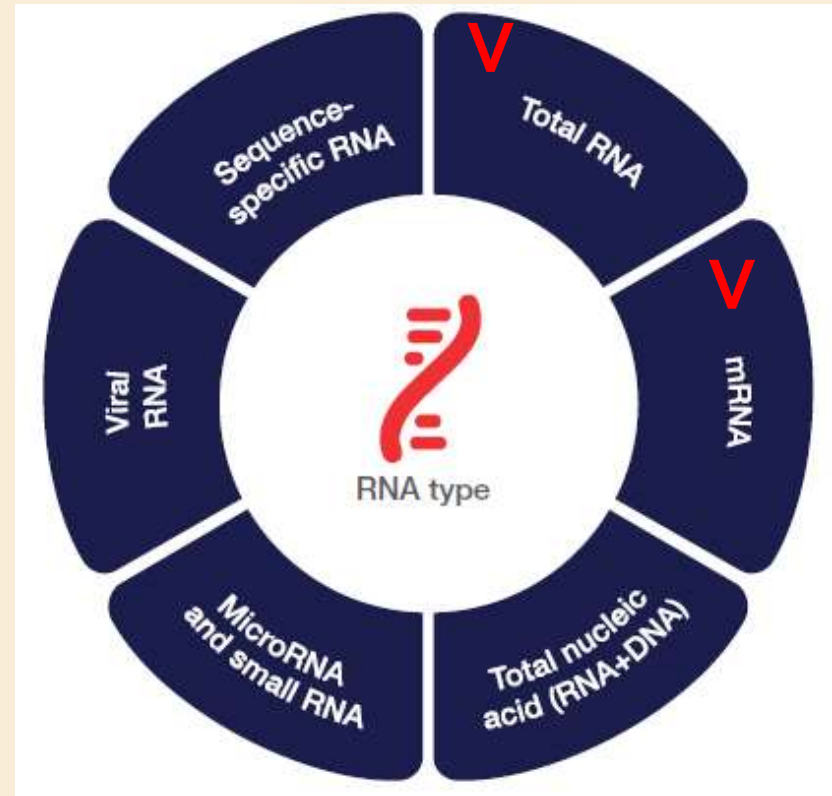 V
Total RNA
V
mRNA
Total nucleic
acid (RNA+DNA)
MicroRNA
and small RNA
Viral
RNA
Sequence-
specific RNA
RNA type